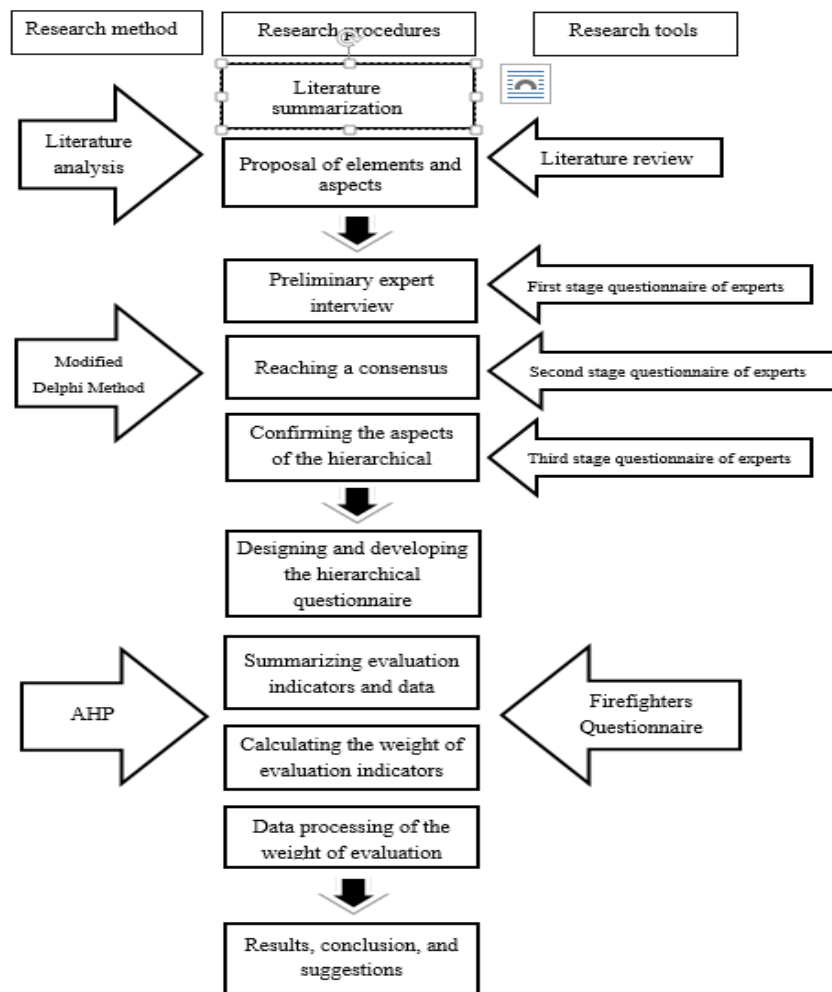 Research method
Research procedures
Research tools
Literature
summarization
Literature
analysis
Proposal of elements and
aspects
Literature review
Preliminary expert
interview
First stage questionnaire of experts
Modified
Delphi Method
Reaching a consensus
Second stage questionnaire of experts
Confirming the aspects
of the hierarchical
Third stage questionnaire of experts
Designing and developing
the hierarchical
questionnaire
AHP
Summarizing evaluation
indicators and data
Firefighters
Questionnaire
Calculating the weight of
evaluation indicators
Data processing of the
weight of evaluation
Results, conclusion, and
suggestions